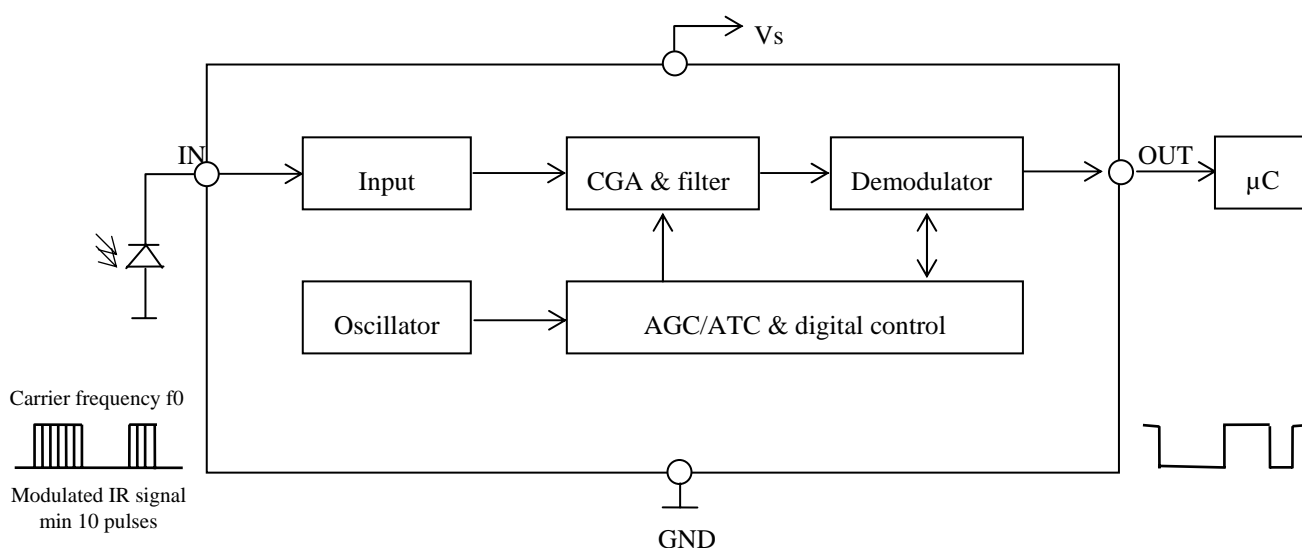 Vs
IN
Input
CGA & filter
Demodulator
OUT
µC
Oscillator
AGC/ATC & digital control
Carrier frequency f0
Modulated IR signal
min 10 pulses
GND